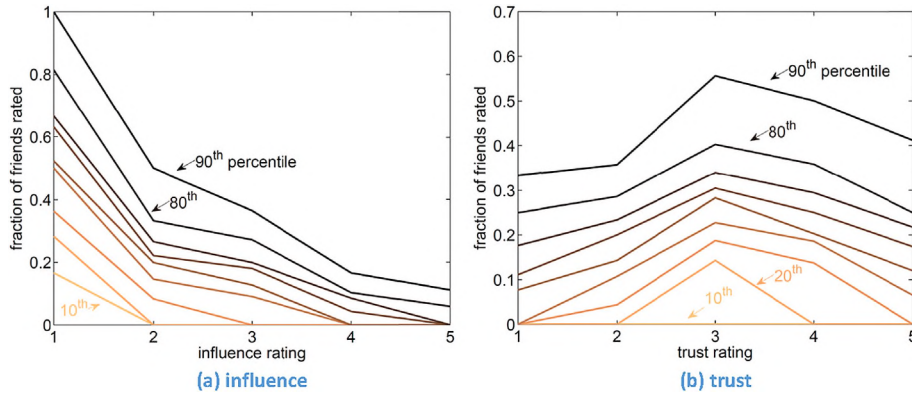 1
0.8
0.6
0.4
0.2
0
fraction of friends rated
90th percentile
80th
10th
1 2 3 4 5
influence rating
(a) influence
0.7
0.6
0.5
0.4
0.3
0.2
0.1
0
fraction of friends rated
90th percentile
80th
20th
10th
1 2 3 4 5
trust rating
(b) trust